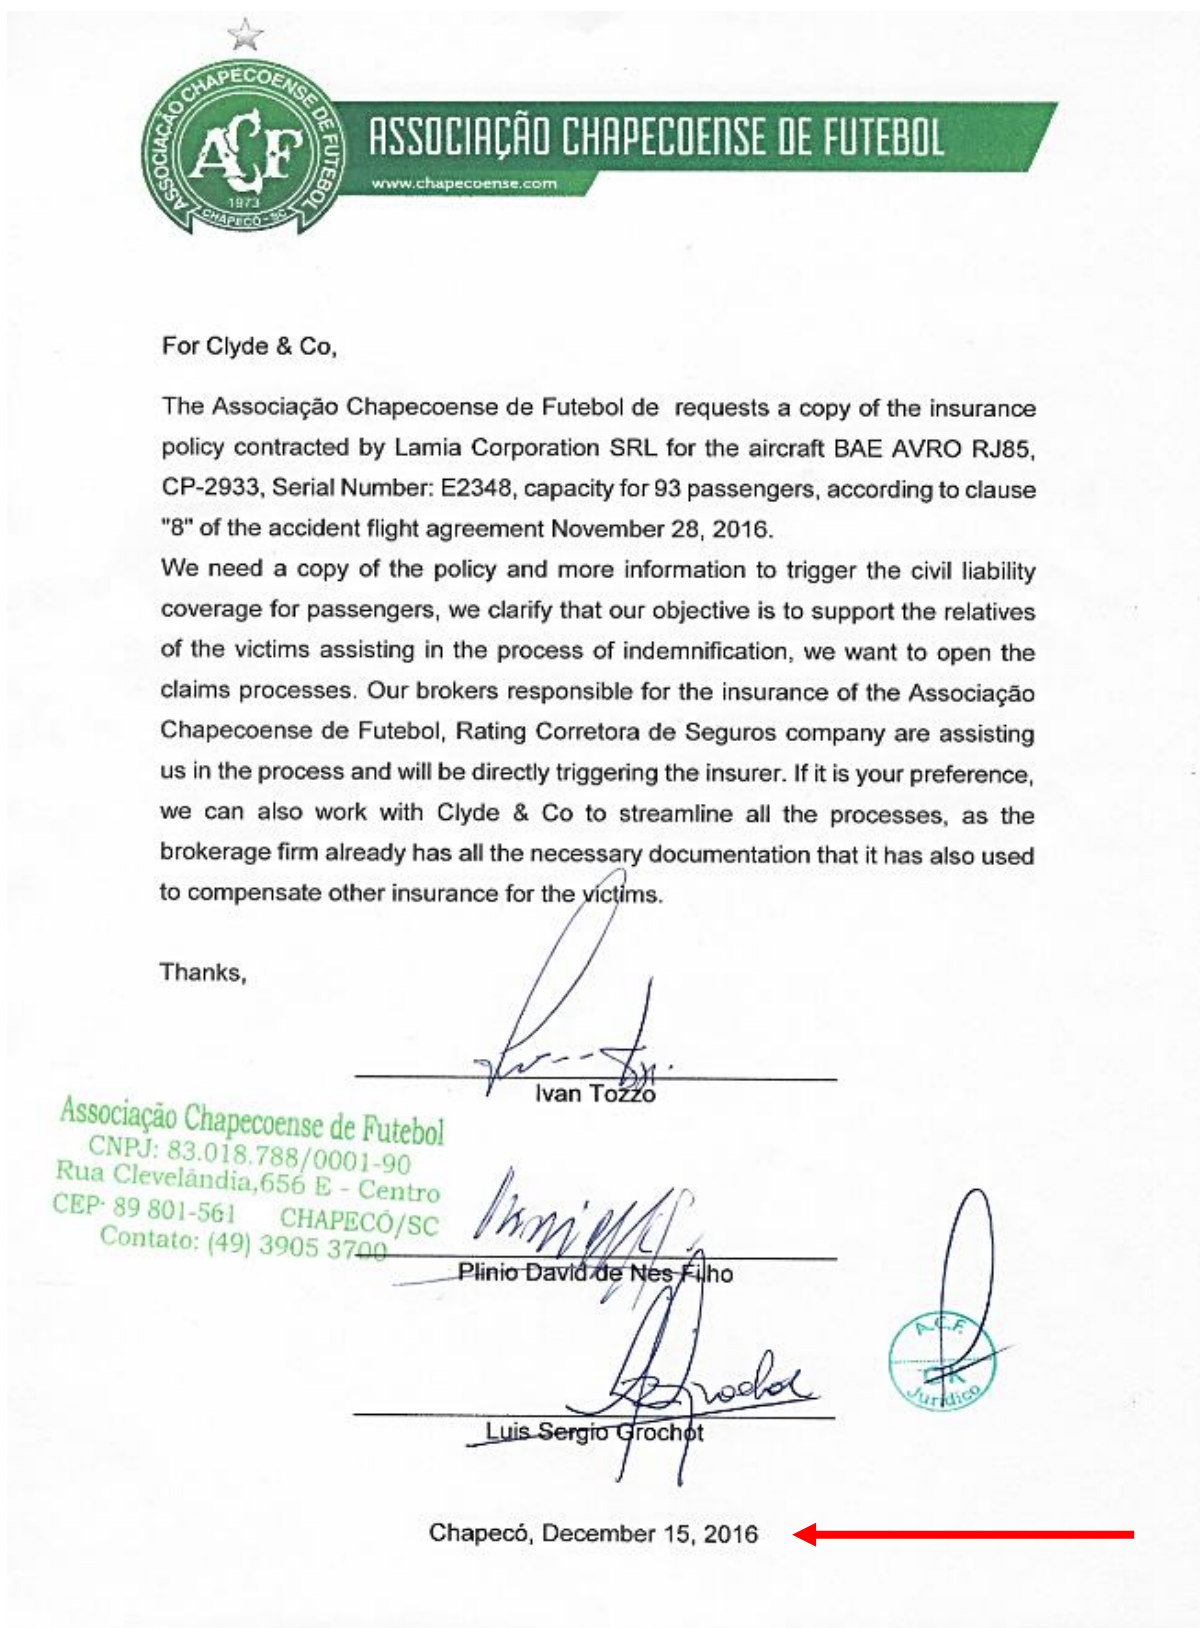 ASSOCIAÇÃO CHAPECOENSE DE FUTEBOL
ACF
1973
CHAPECÓ-SC
ASSOCIAÇÃO CHAPECOENSE DE FUTEBOL
www.chapecoense.com
For Clyde & Co,
The Associação Chapecoense de Futebol de requests a copy of the insurance
policy contracted by Lamia Corporation SRL for the aircraft BAE AVRO RJ85,
CP-2933, Serial Number: E2348, capacity for 93 passengers, according to clause
"8" of the accident flight agreement November 28, 2016.
We need a copy of the policy and more information to trigger the civil liability
coverage for passengers, we clarify that our objective is to support the relatives
of the victims assisting in the process of indemnification, we want to open the
claims processes. Our brokers responsible for the insurance of the Associação
Chapecoense de Futebol, Rating Corretora de Seguros company are assisting
us in the process and will be directly triggering the insurer. If it is your preference,
we can also work with Clyde & Co to streamline all the processes, as the
brokerage firm already has all the necessary documentation that it has also used
to compensate other insurance for the victims.
Thanks,
Ivan Tozzo
Associação Chapecoense de Futebol
CNPJ: 83.018.788/0001-90
Rua Clevelândia,656 E - Centro
CEP· 89 801-561 CHAPECÓ/SC
Contato: (49) 3905 3700
Plinio David de Nes Filho
A.C.F.
OK
Jurídico
Luis Sergio Grochot
Chapecó, December 15, 2016